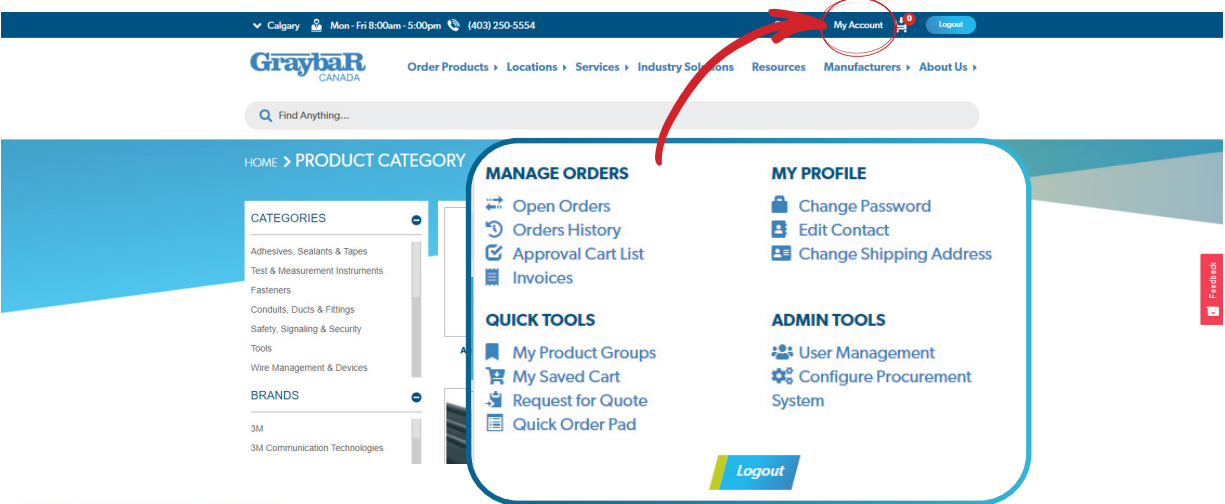 Calgary Mon - Fri 8:00am - 5:00pm (403) 250-5554
My Account 0 Logout
GraybaR
CANADA
Order Products Locations Services Industry Solutions Resources Manufacturers About Us
Find Anything...
HOME > PRODUCT CATEGORY
CATEGORIES
Adhesives, Sealants & Tapes
Test & Measurement Instruments
Fasteners
Conduits, Ducts & Fittings
Safety, Signaling & Security
Tools
Wire Management & Devices
BRANDS
3M
3M Communication Technologies
A
MANAGE ORDERS
Open Orders
Orders History
Approval Cart List
Invoices
MY PROFILE
Change Password
Edit Contact
Change Shipping Address
QUICK TOOLS
My Product Groups
My Saved Cart
Request for Quote
Quick Order Pad
ADMIN TOOLS
User Management
Configure Procurement
System
Logout
Feedback